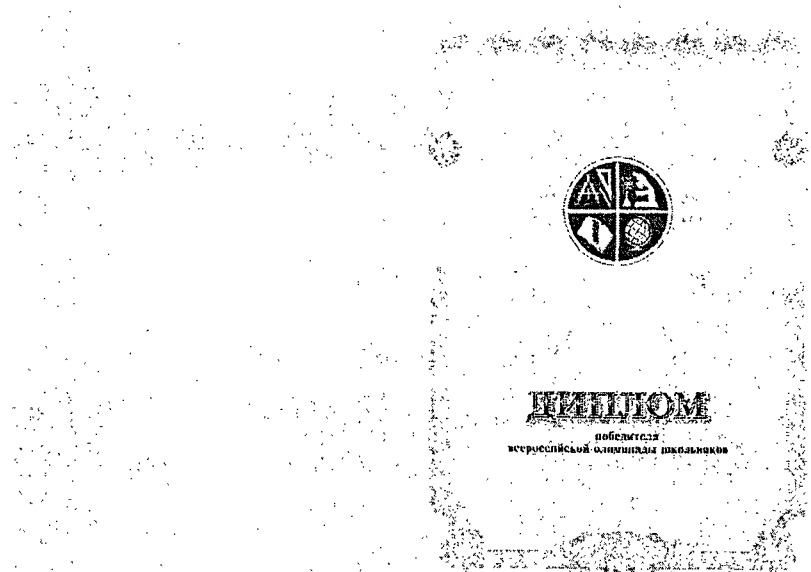 ДИПЛОМ
победителя
всероссийской олимпиады школьников